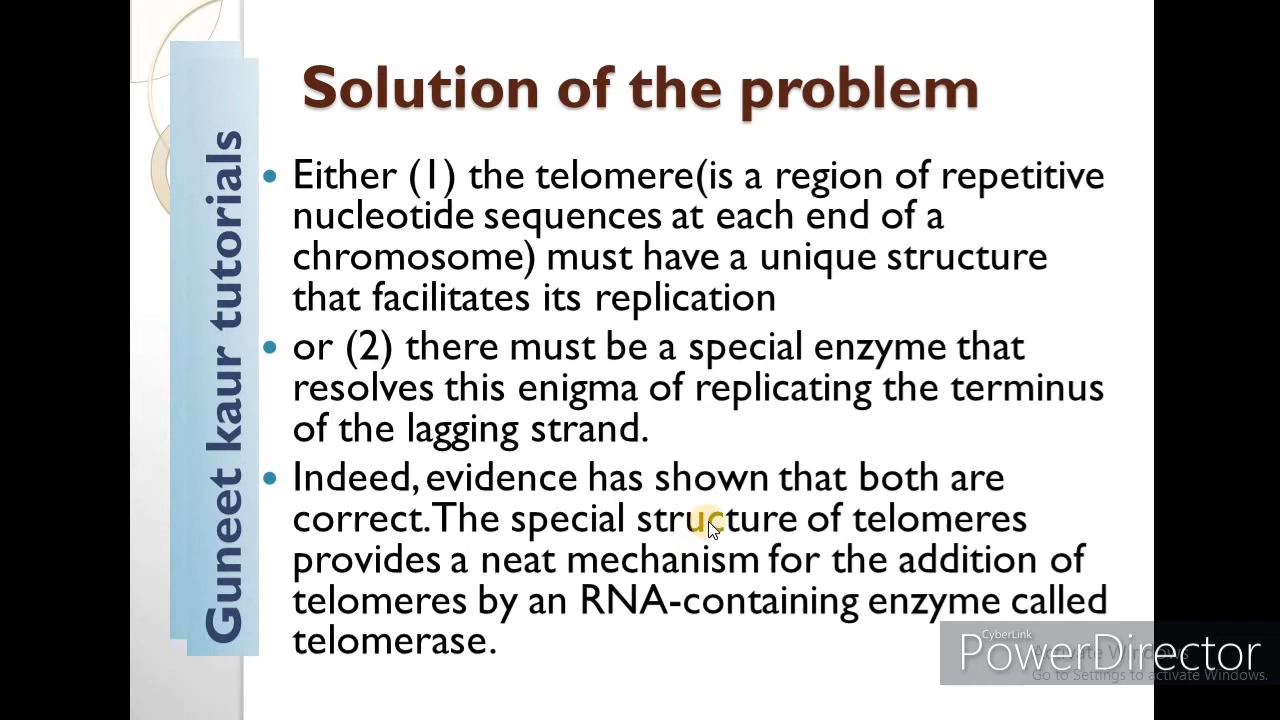 Solution of the problem
Guneet kaur tutorials
Either (1) the telomere(is a region of repetitive
nucleotide sequences at each end of a
chromosome) must have a unique structure
that facilitates its replication
or (2) there must be a special enzyme that
resolves this enigma of replicating the terminus
of the lagging strand.
Indeed, evidence has shown that both are
correct. The special structure of telomeres
provides a neat mechanism for the addition of
telomeres by an RNA-containing enzyme called
telomerase.
CyberLink
PowerDirector
Activate Windows
Go to Settings to activate Windows.